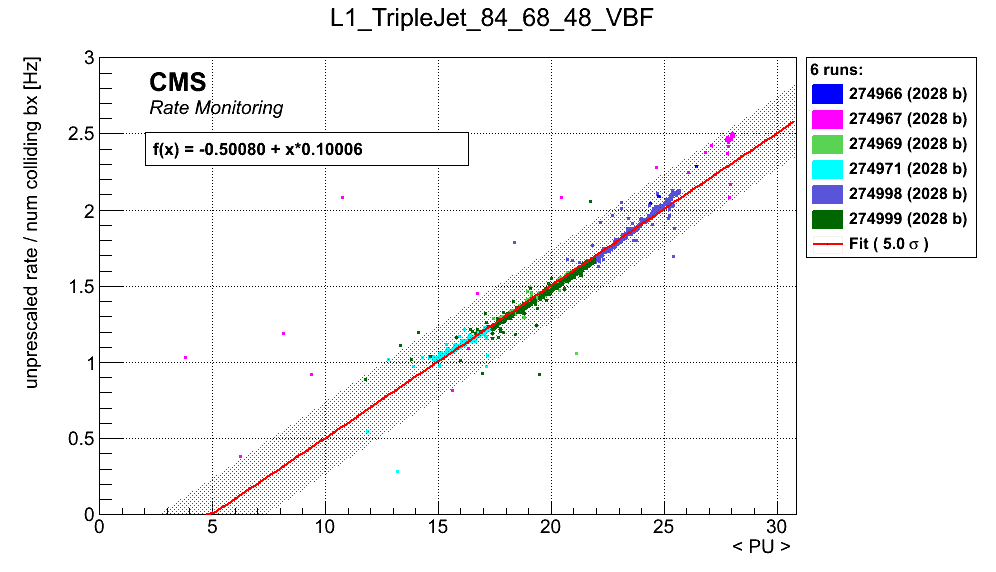 L1_TripleJet_84_68_48_VBF
unprescaled rate / num colliding bx [Hz]
3
2.5
2
1.5
1
0.5
0
CMS
Rate Monitoring
f(x) = -0.50080 + x*0.10006
0 5 10 15 20 25 30
< PU >
6 runs:
274966 (2028 b)
274967 (2028 b)
274969 (2028 b)
274971 (2028 b)
274998 (2028 b)
274999 (2028 b)
Fit ( 5.0 σ )